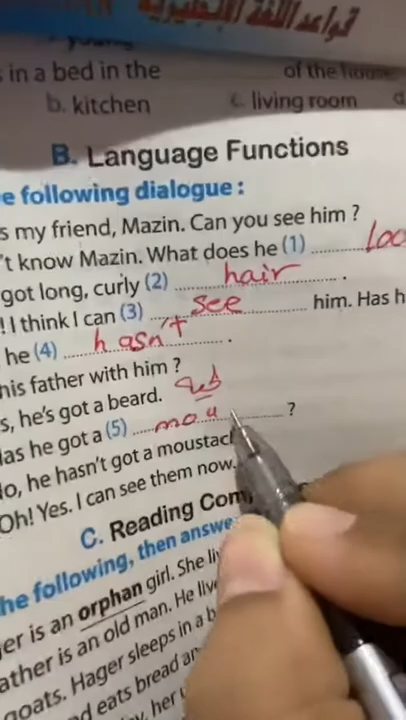 قواعد اللغة الإنجليزية
in a bed in the of the house
b. kitchen c. living room d
B. Language Functions
e following dialogue :
s my friend, Mazin. Can you see him ?
't know Mazin. What does he (1) loo
got long, curly (2) hair .
! I think I can (3) see him. Has h
he (4) hasn't .
his father with him ?
s, he's got a beard.
as he got a (5) mou ?
o, he hasn't got a moustac
Oh! Yes. I can see them now.
C. Reading Com
he following, then answe
er is an orphan girl. She li
ather is an old man. He liv
goats. Hager sleeps in a b
d eats bread an
, her